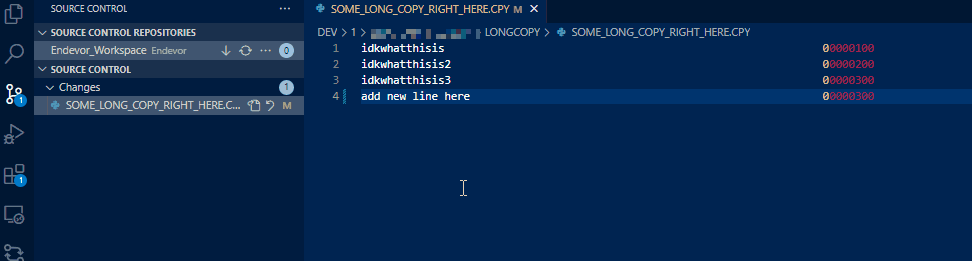 SOURCE CONTROL ...
SOURCE CONTROL REPOSITORIES
Endevor_Workspace Endevor 0
SOURCE CONTROL
Changes 1
SOME_LONG_COPY_RIGHT_HERE.C... M
1
1
SOME_LONG_COPY_RIGHT_HERE.CPY M
DEV > 1 > - LONGCOPY > SOME_LONG_COPY_RIGHT_HERE.CPY
1 idkwhatthisis 00000100
2 idkwhatthisis2 00000200
3 idkwhatthisis3 00000300
4 add new line here 00000300